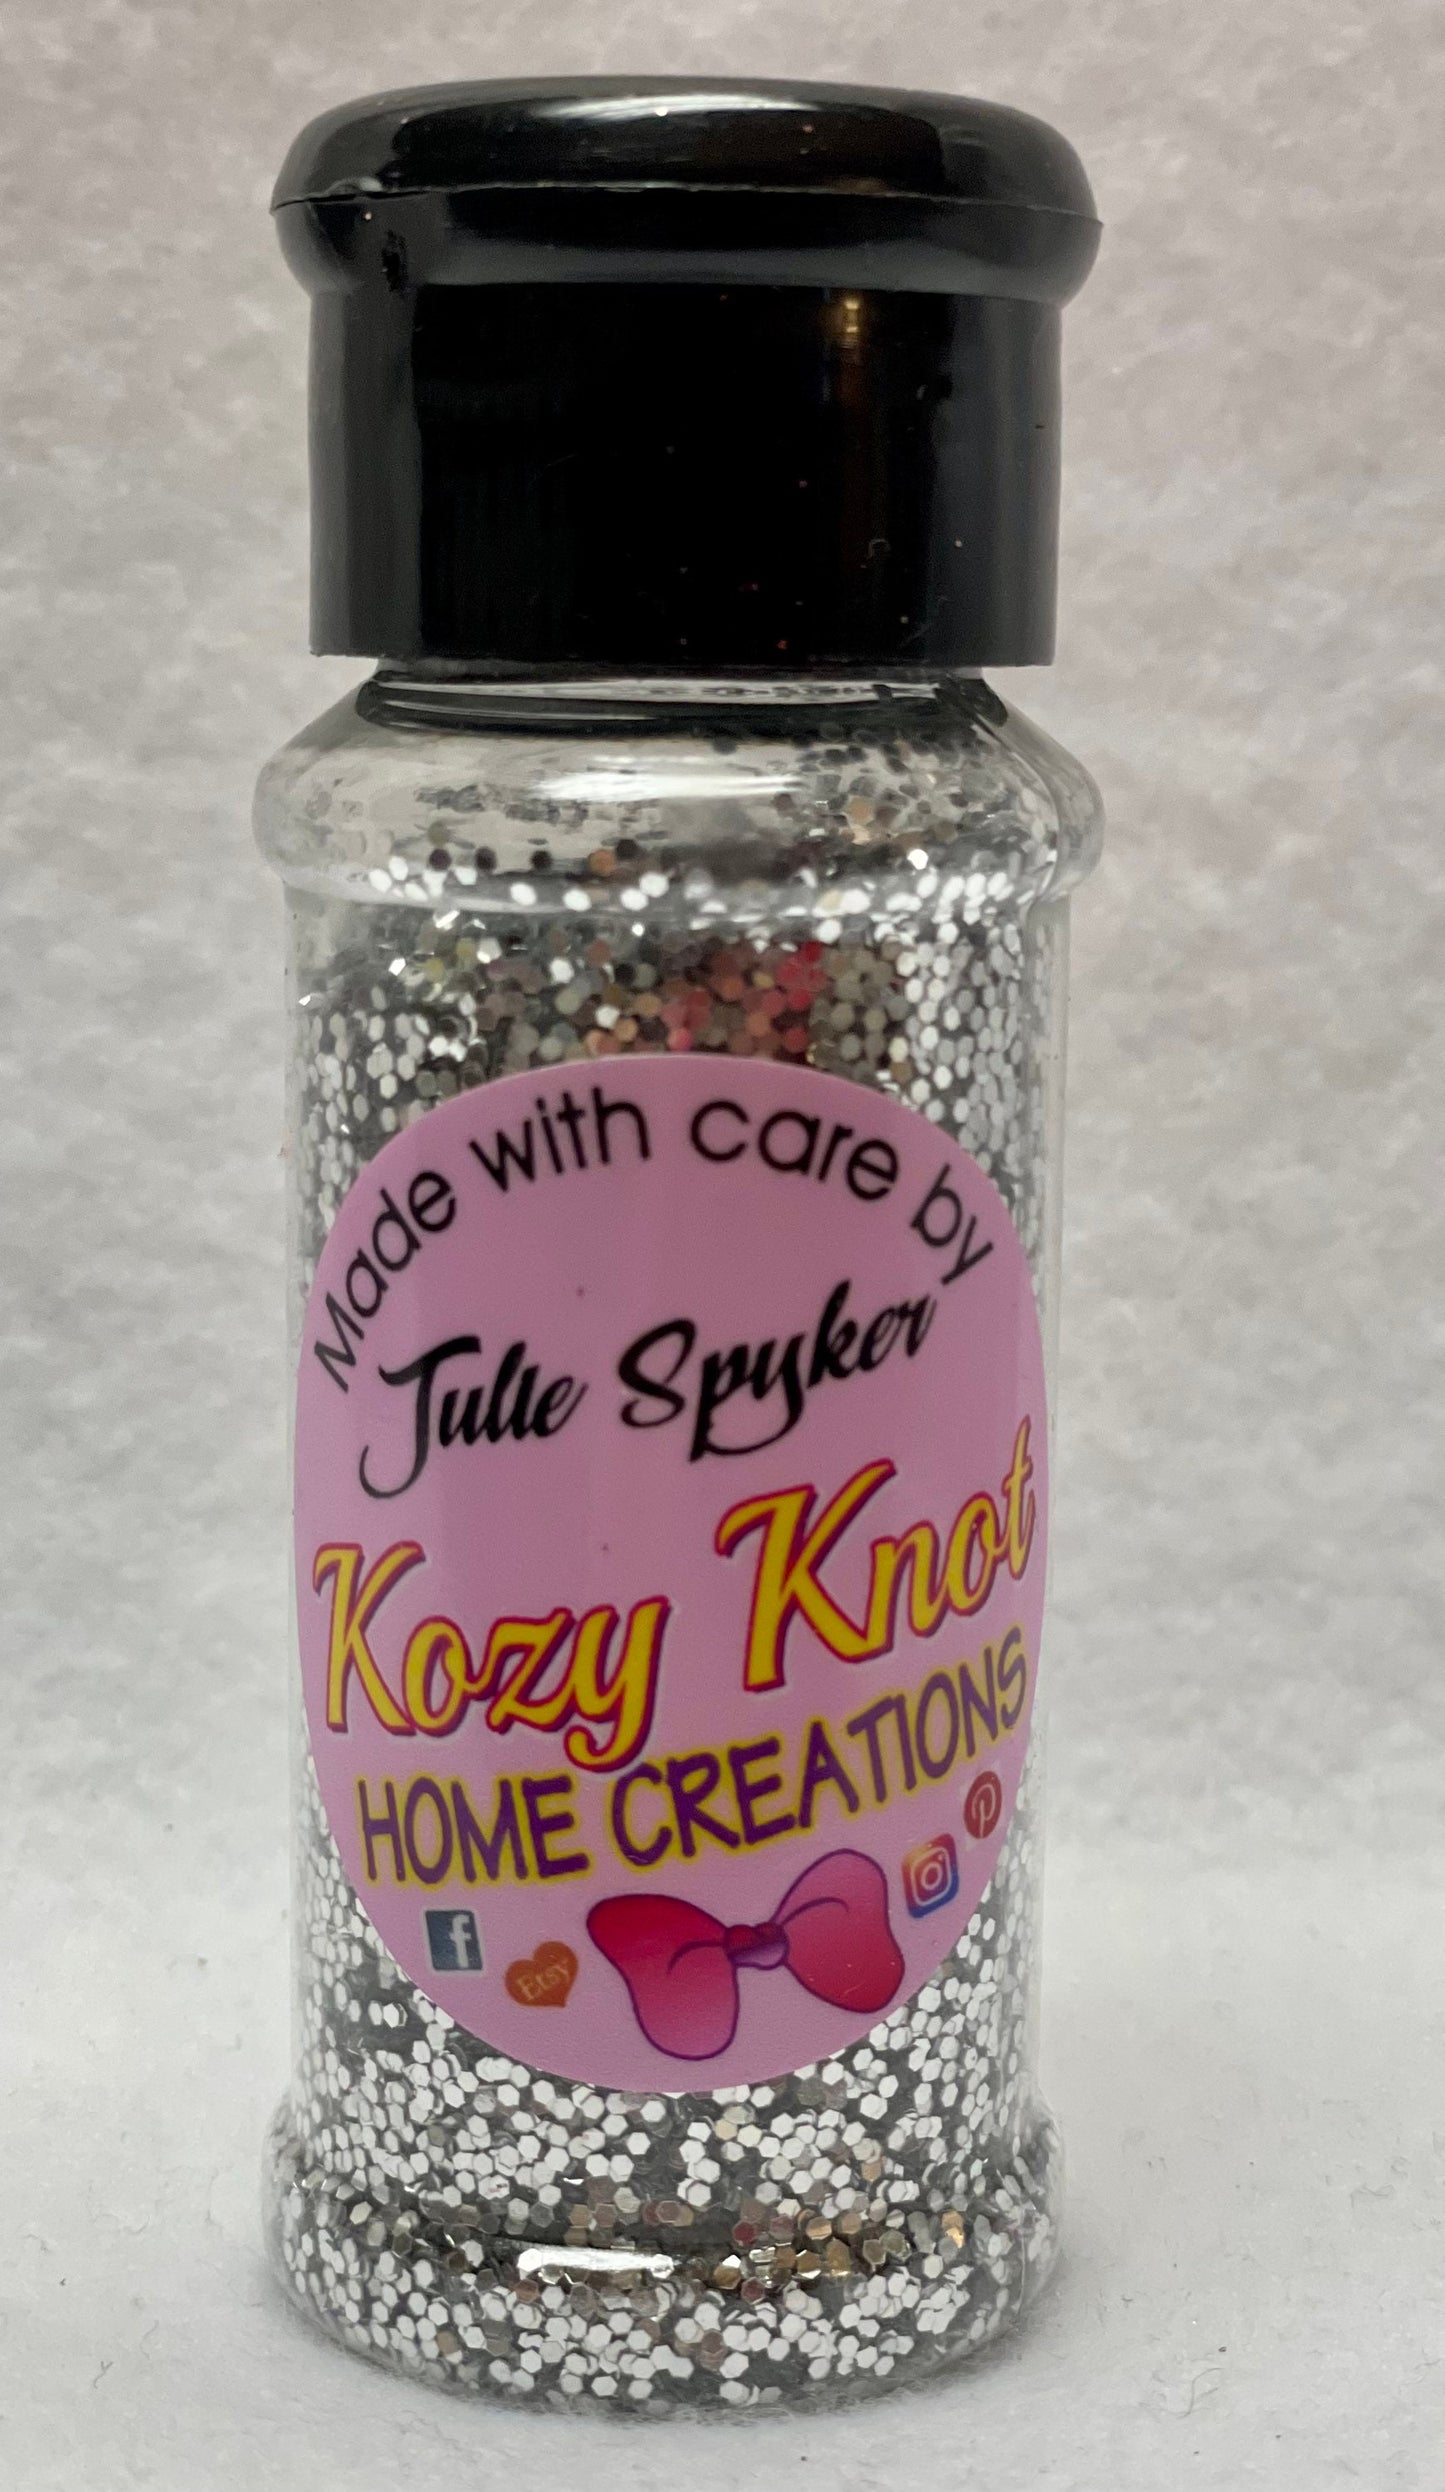 Made with care by
Julie Spyker
Kozy Knot
HOME CREATIONS
f
Etsy